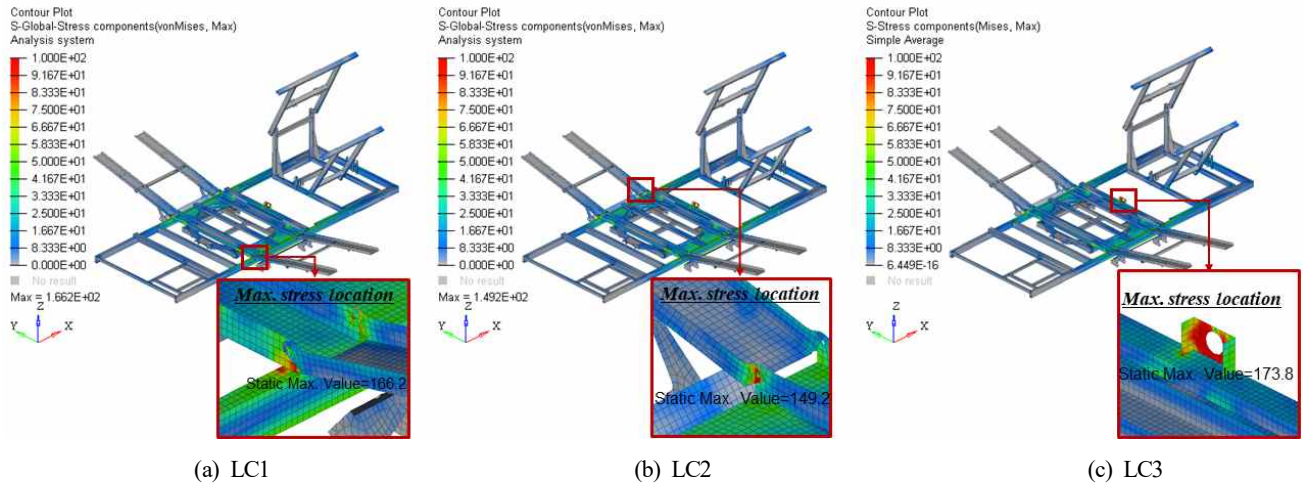 Contour Plot
S-Global-Stress components(vonMises, Max)
Analysis system
1.000E+02
9.167E+01
8.333E+01
7.500E+01
6.667E+01
5.833E+01
5.000E+01
4.167E+01
3.333E+01
2.500E+01
1.667E+01
8.333E+00
0.000E+00
No result
Max = 1.662E+02
Z
Y
X
Max. stress location
Static Max. Value=166.2
(a) LC1
Contour Plot
S-Global-Stress components(vonMises, Max)
Analysis system
1.000E+02
9.167E+01
8.333E+01
7.500E+01
6.667E+01
5.833E+01
5.000E+01
4.167E+01
3.333E+01
2.500E+01
1.667E+01
8.333E+00
0.000E+00
No result
Max = 1.492E+02
Z
Y
X
Max. stress location
Static Max. Value=149.2
(b) LC2
Contour Plot
S-Stress components(Mises, Max)
Simple Average
1.000E+02
9.167E+01
8.333E+01
7.500E+01
6.667E+01
5.833E+01
5.000E+01
4.167E+01
3.333E+01
2.500E+01
1.667E+01
8.333E+00
6.449E-16
No result
Z
Y
X
Max. stress location
Static Max. Value=173.8
(c) LC3